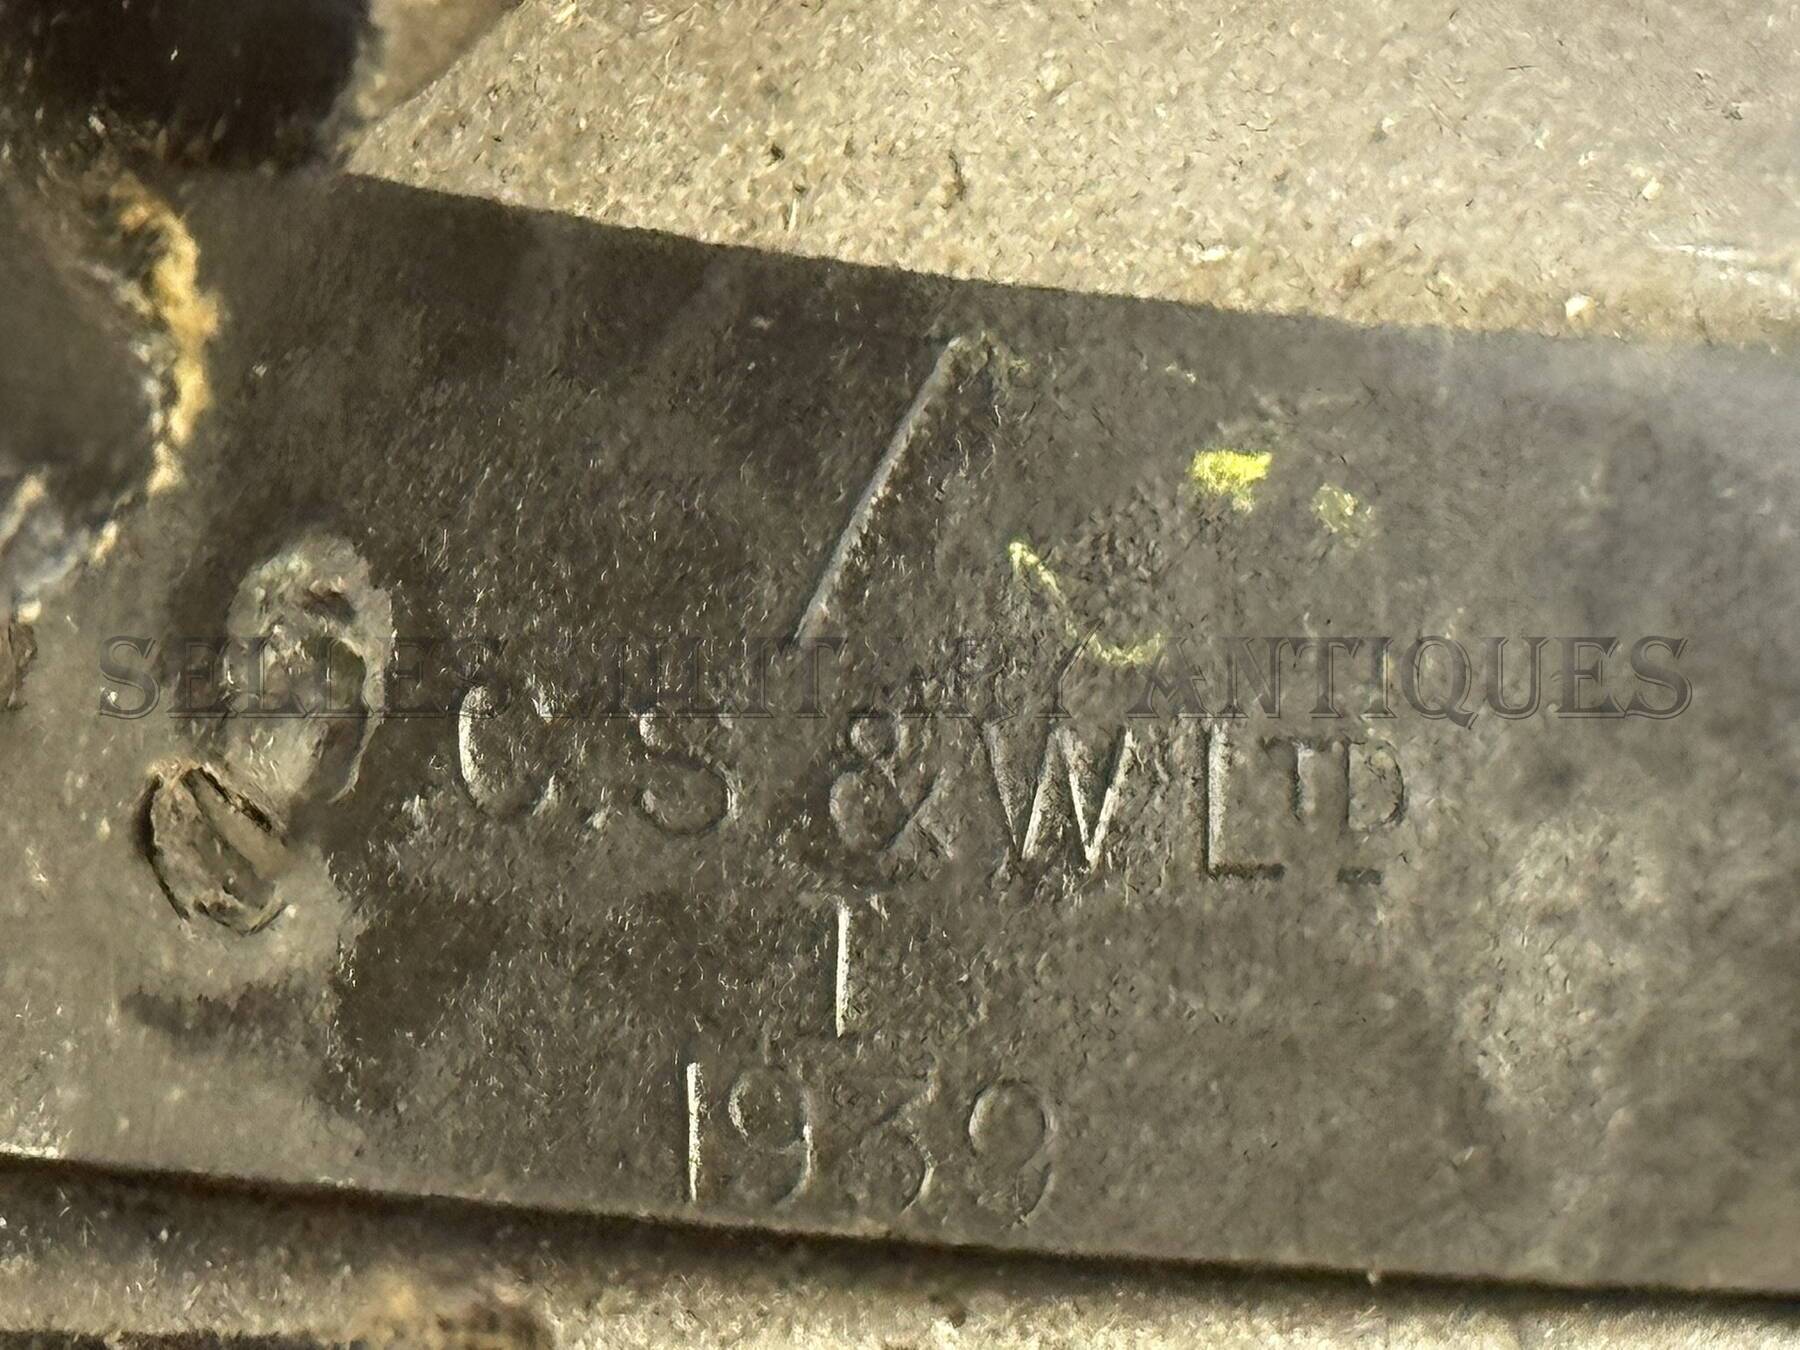 SELLES MILITARY ANTIQUES
C.S & W LTD
I
1939